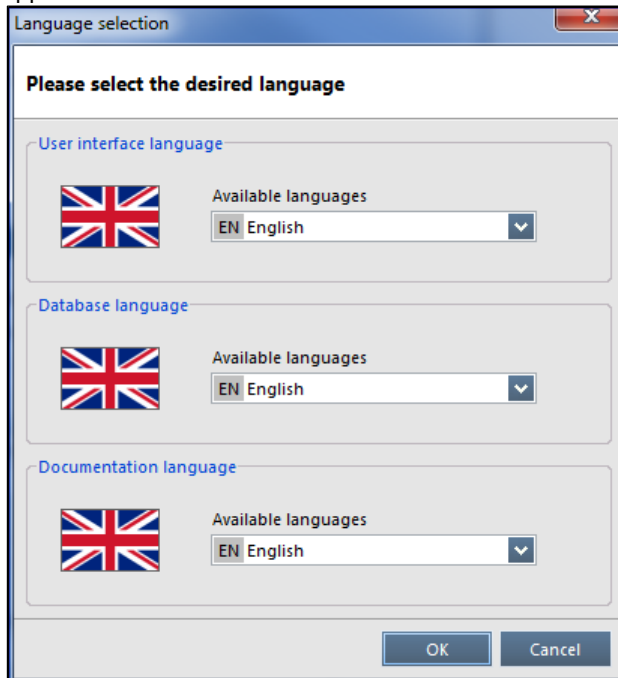 Language selection
Please select the desired language
User interface language
Available languages
EN English
Database language
Available languages
EN English
Documentation language
Available languages
EN English
OK Cancel